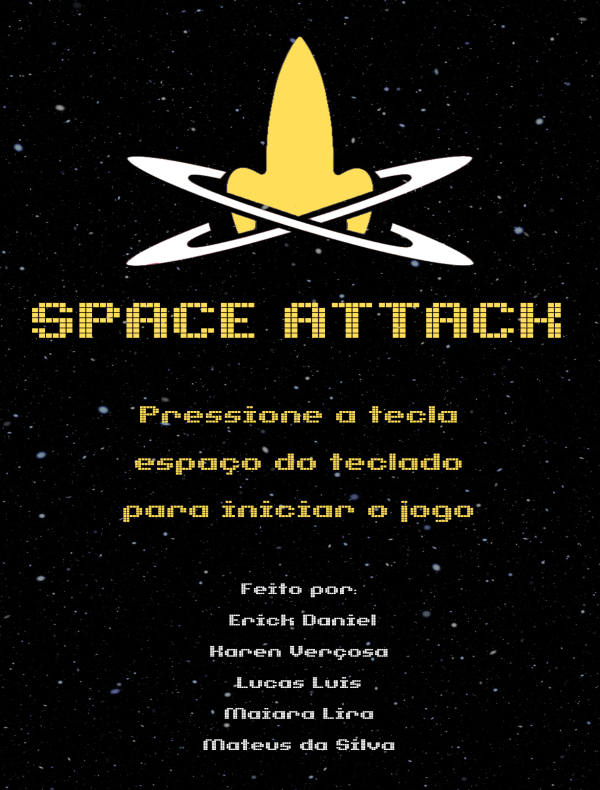 SPACE ATTACK
Pressione a tecla
espaço do teclado
para iniciar o jogo
Feito por:
Erick Daniel
Karen Verçosa
Lucas Luis
Maiara Lira
Mateus da Silva